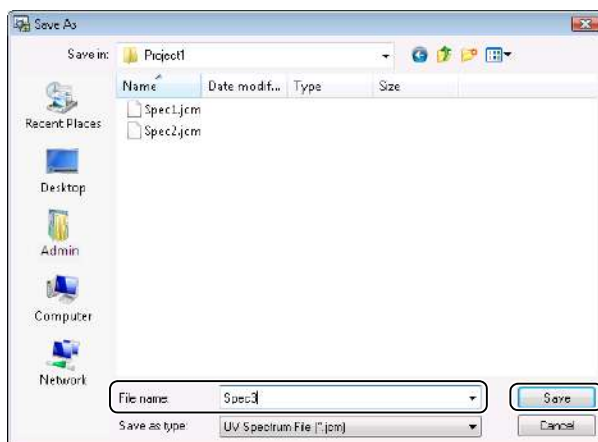 Save As
Save in: Project1
Name Date modif... Type Size
Spec1.jcm
Spec2.jcm
Recent Places
Desktop
Admin
Computer
Network
File name: Spec3 Save
Save as type: UV Spectrum File (*.jcm) Cancel